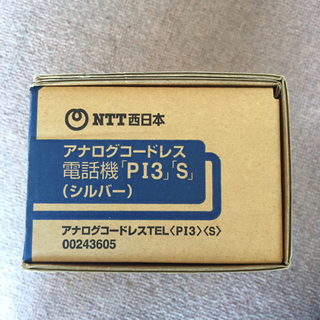 NTT西日本
アナログコードレス
電話機「PI3」「S」
(シルバー)
アナログコードレスTEL〈PI3〉〈S〉
00243605